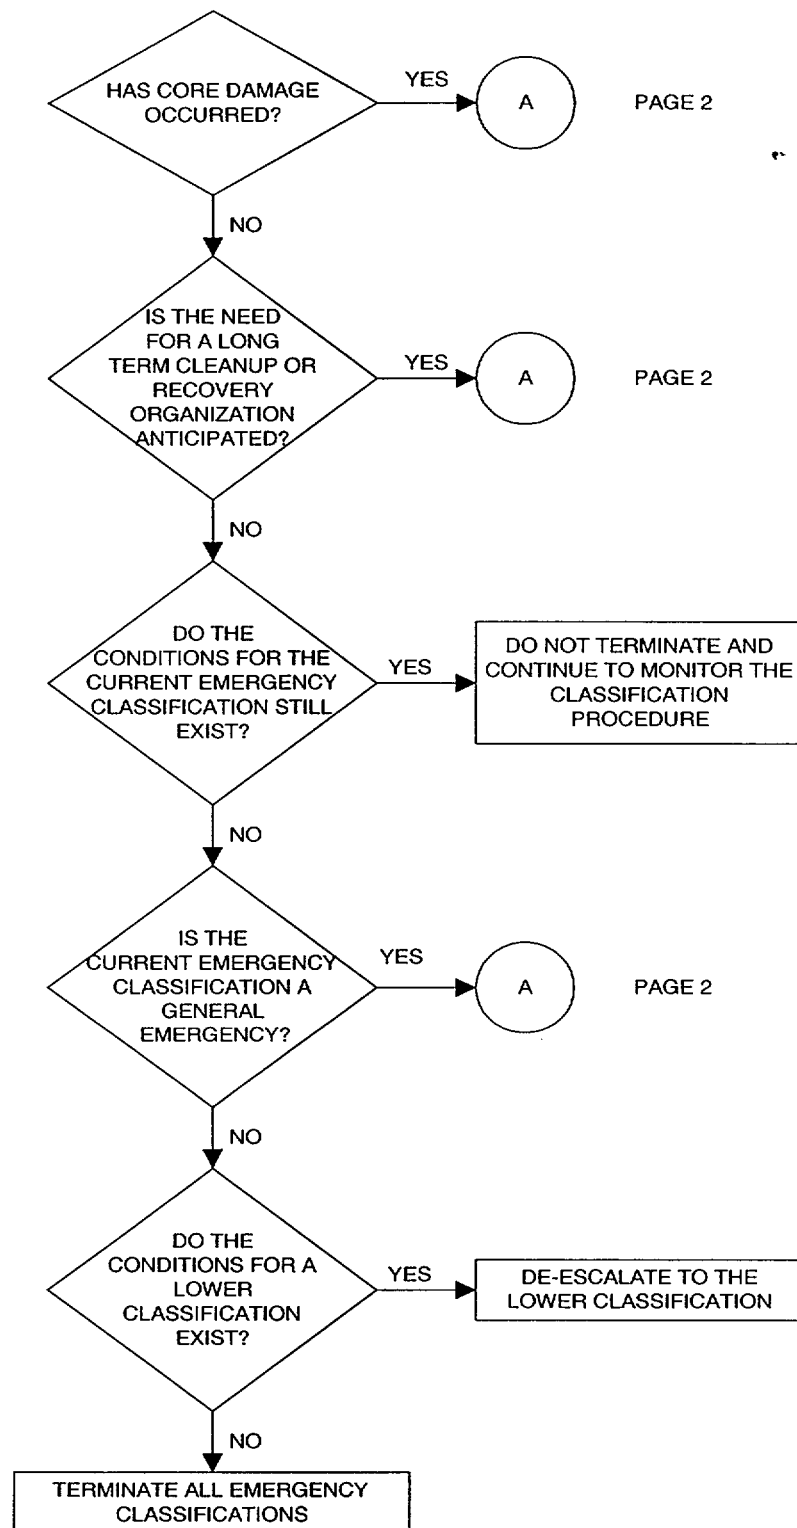 HAS CORE DAMAGE
OCCURRED?
YES
A
PAGE 2
NO
IS THE NEED
FOR A LONG
TERM CLEANUP OR
RECOVERY
ORGANIZATION
ANTICIPATED?
YES
A
PAGE 2
NO
DO THE
CONDITIONS FOR THE
CURRENT EMERGENCY
CLASSIFICATION STILL
EXIST?
YES
DO NOT TERMINATE AND
CONTINUE TO MONITOR THE
CLASSIFICATION
PROCEDURE
NO
IS THE
CURRENT EMERGENCY
CLASSIFICATION A
GENERAL
EMERGENCY?
YES
A
PAGE 2
NO
DO THE
CONDITIONS FOR A
LOWER
CLASSIFICATION
EXIST?
YES
DE-ESCALATE TO THE
LOWER CLASSIFICATION
NO
TERMINATE ALL EMERGENCY
CLASSIFICATIONS